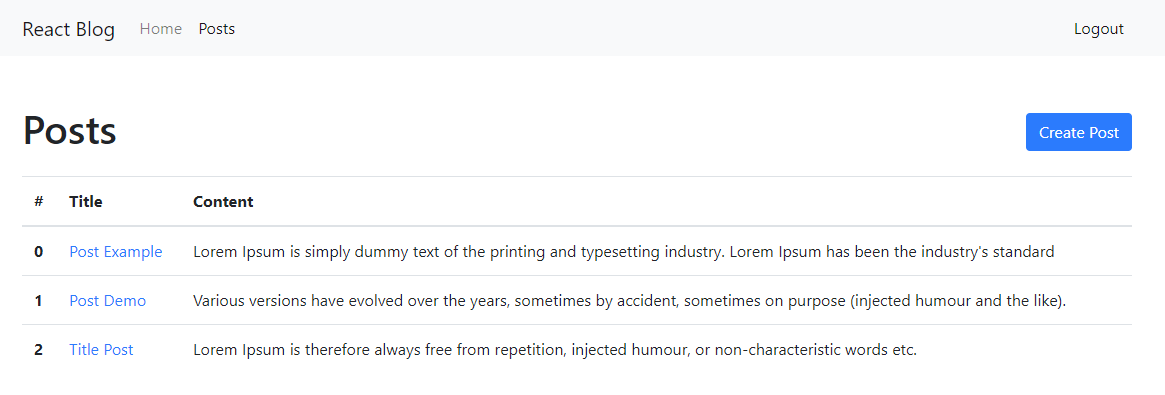 React Blog Home Posts Logout
Posts Create Post
# Title Content
0 Post Example Lorem Ipsum is simply dummy text of the printing and typesetting industry. Lorem Ipsum has been the industry's standard
1 Post Demo Various versions have evolved over the years, sometimes by accident, sometimes on purpose (injected humour and the like).
2 Title Post Lorem Ipsum is therefore always free from repetition, injected humour, or non-characteristic words etc.